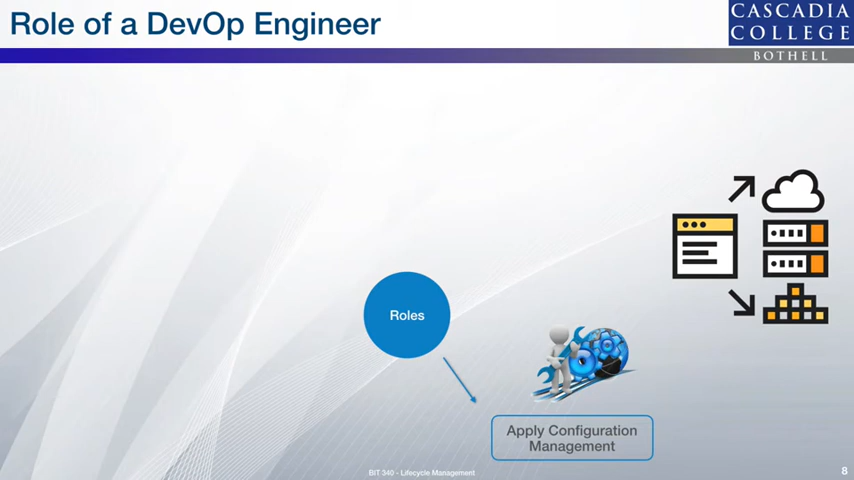 Role of a DevOp Engineer
CASCADIA
COLLEGE
BOTHELL
Roles
Apply Configuration
Management
BIT 340 - Lifecycle Management
8